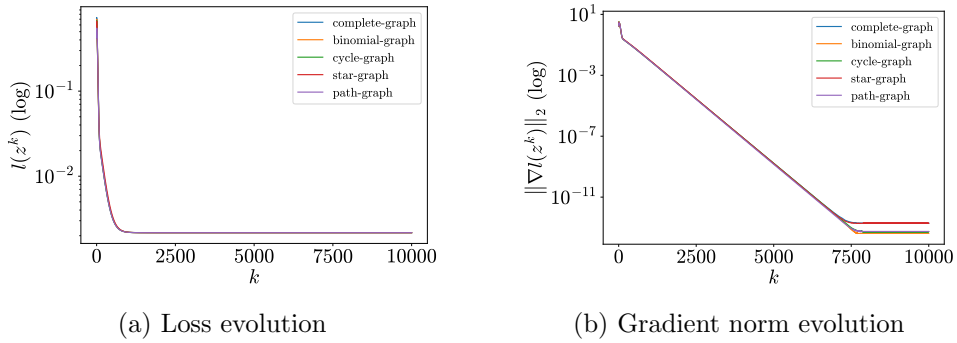 l(z^k) (log)
10^{-1}
10^{-2}
complete-graph
binomial-graph
cycle-graph
star-graph
path-graph
0 2500 5000 7500 10000
k
(a) Loss evolution
||∇l(z^k)||_2 (log)
10^1
10^{-3}
10^{-7}
10^{-11}
complete-graph
binomial-graph
cycle-graph
star-graph
path-graph
0 2500 5000 7500 10000
k
(b) Gradient norm evolution